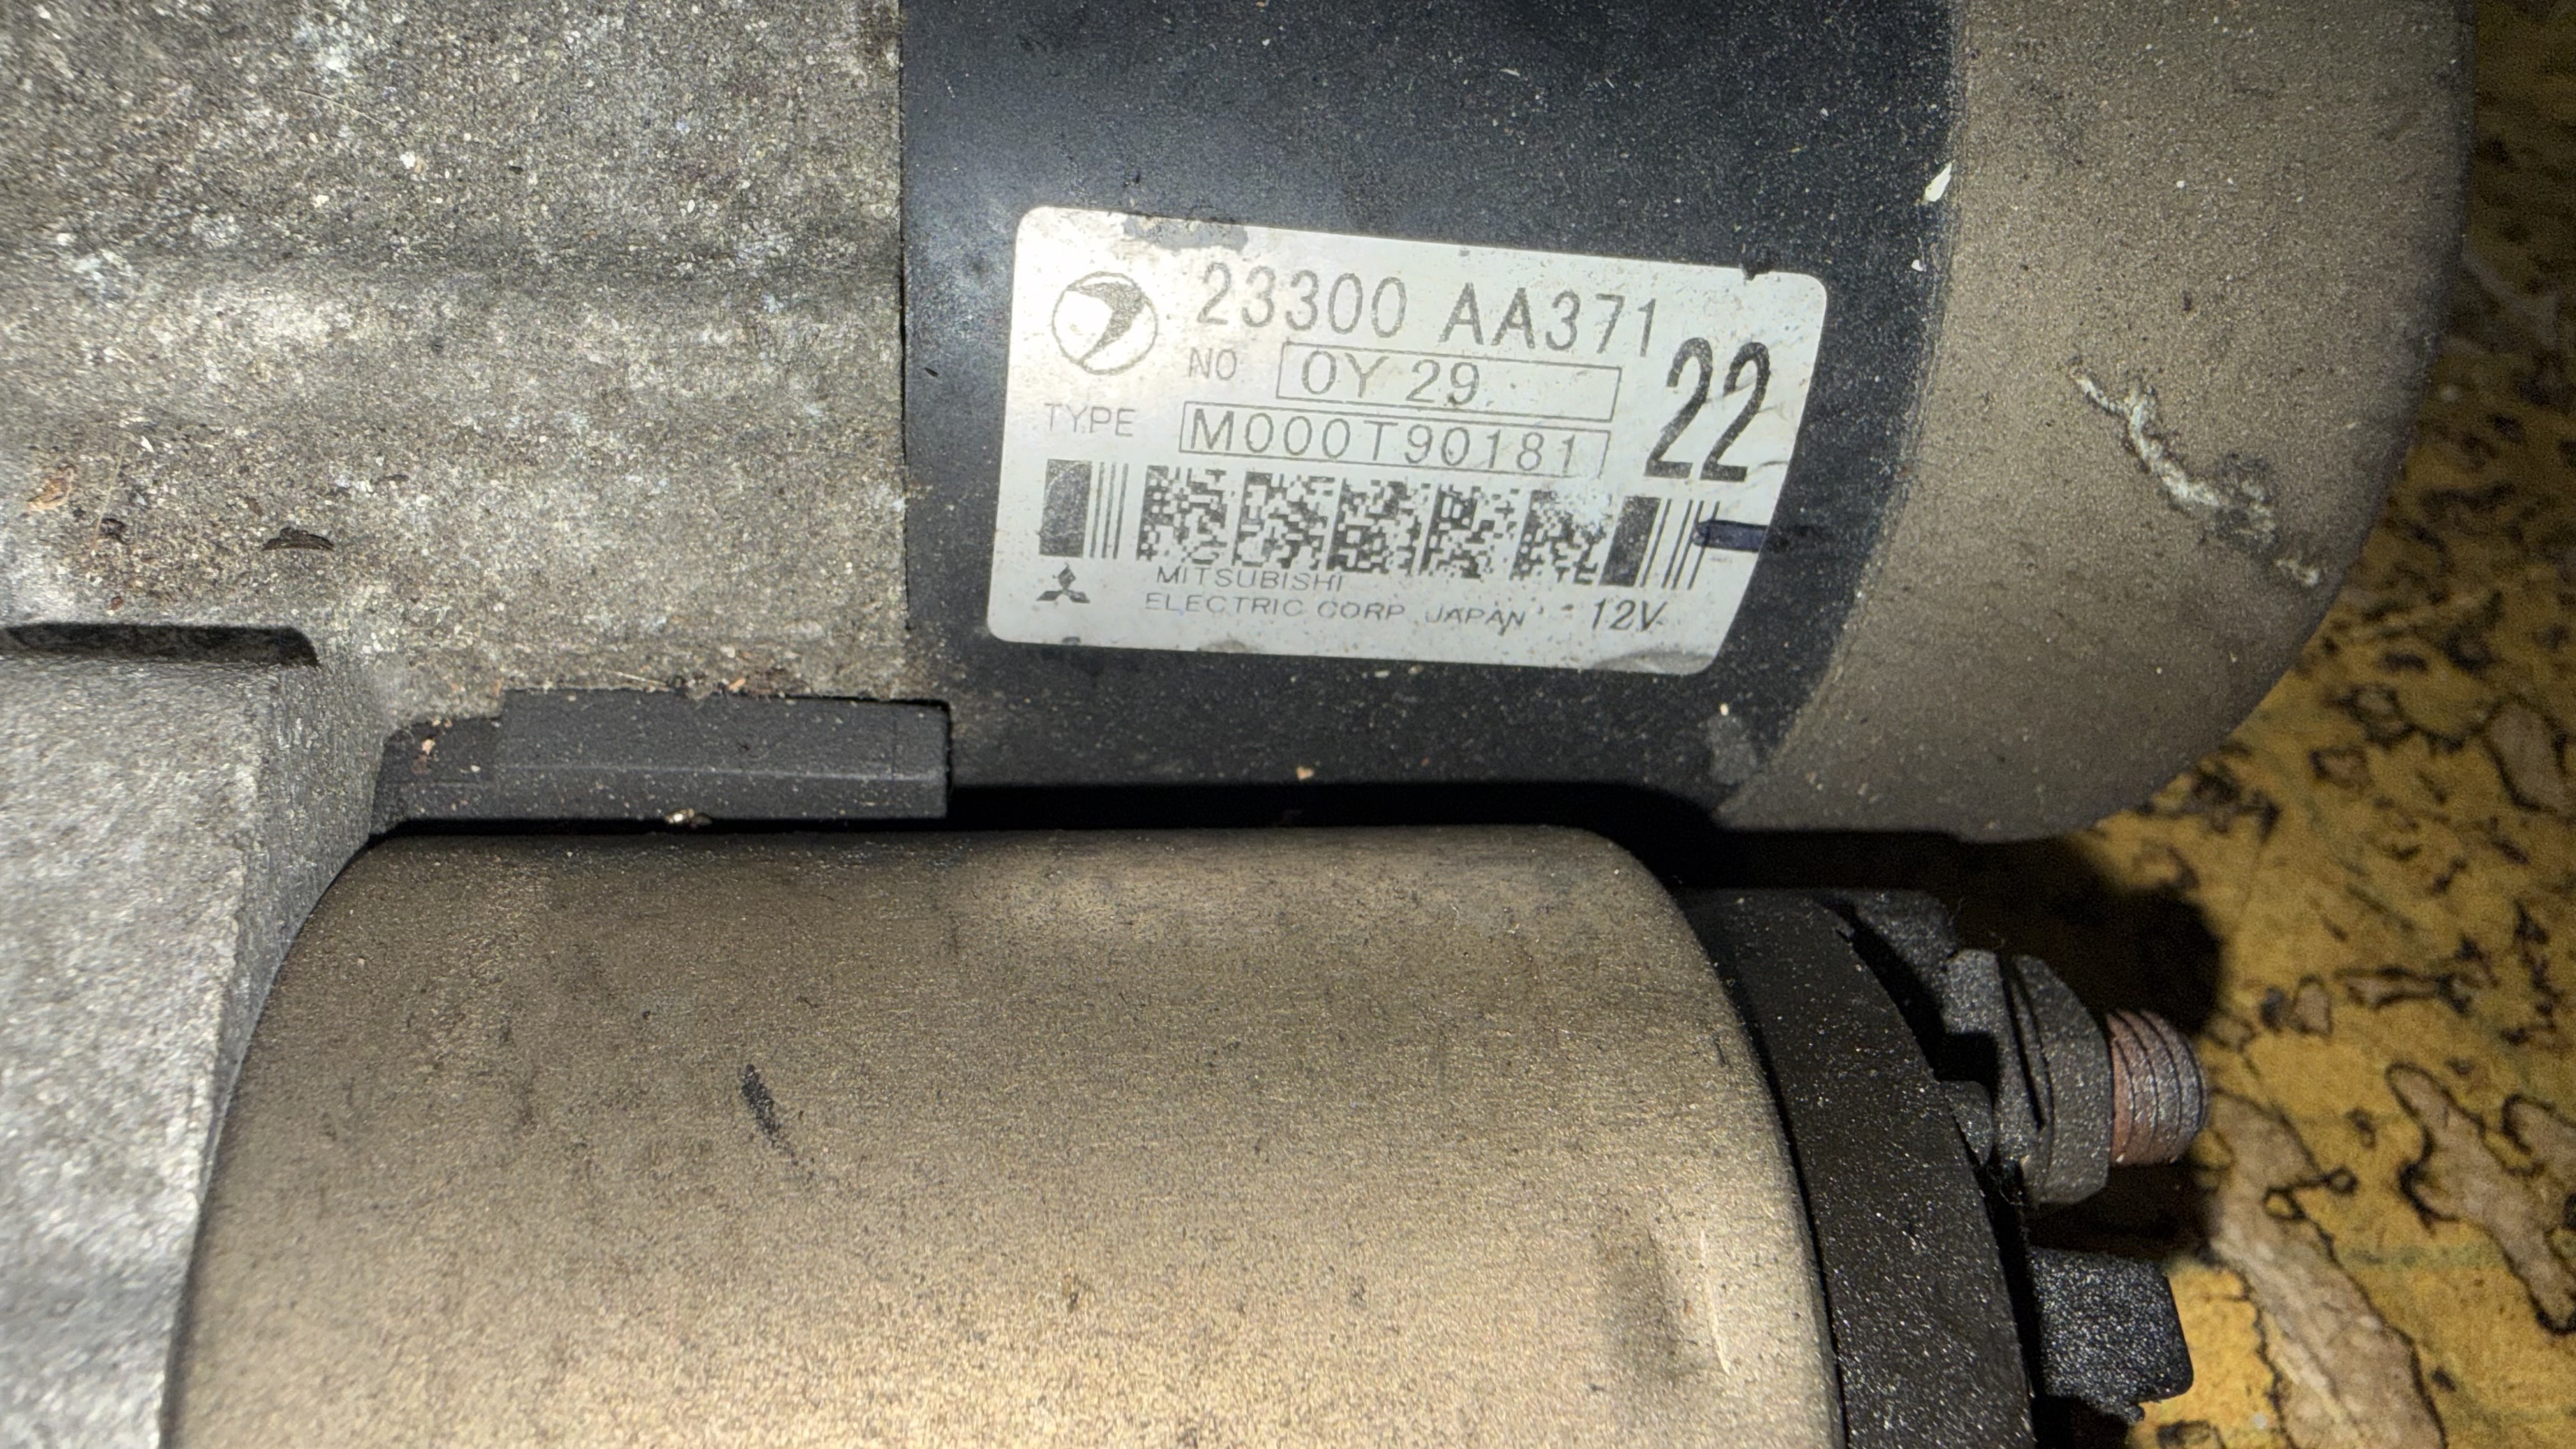 23300 AA371
NO 0Y 29
22
TYPE M000T90181
MITSUBISHI
ELECTRIC CORP. JAPAN 12V